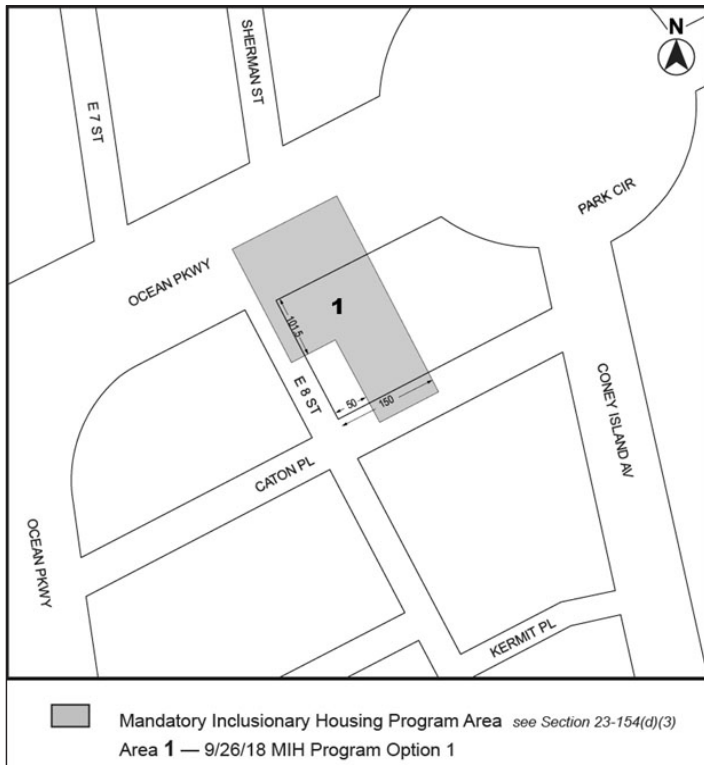 N
SHERMAN ST
E 7 ST
PARK CIR
OCEAN PKWY
1
101.5
E 8 ST
50
150
CONEY ISLAND AV
CATON PL
OCEAN PKWY
KERMIT PL
Mandatory Inclusionary Housing Program Area see Section 23-154(d)(3)
Area 1 — 9/26/18 MIH Program Option 1